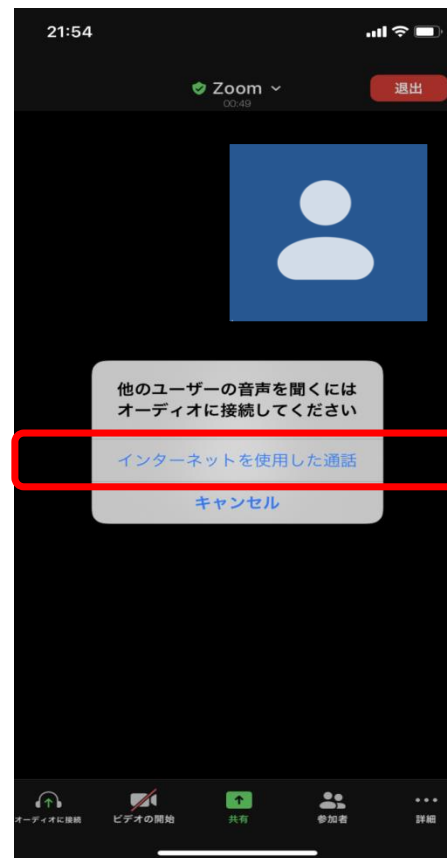 21:54
Zoom
00:49
退出
他のユーザーの音声を聞くには
オーディオに接続してください
インターネットを使用した通話
キャンセル
ーディオに接続 ビデオの開始 共有 参加者 詳細